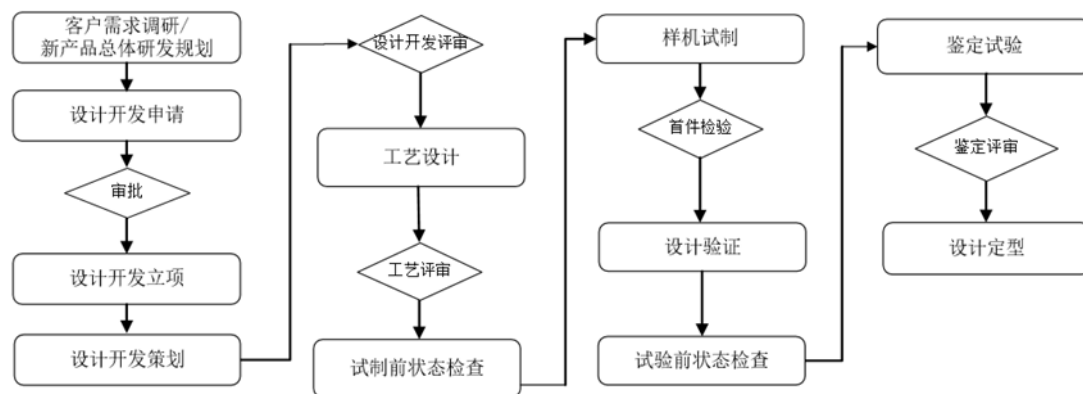 客户需求调研/
新产品总体研发规划
设计开发申请
审批
设计开发立项
设计开发策划
设计开发评审
工艺设计
工艺评审
试制前状态检查
样机试制
首件检验
设计验证
试验前状态检查
鉴定试验
鉴定评审
设计定型